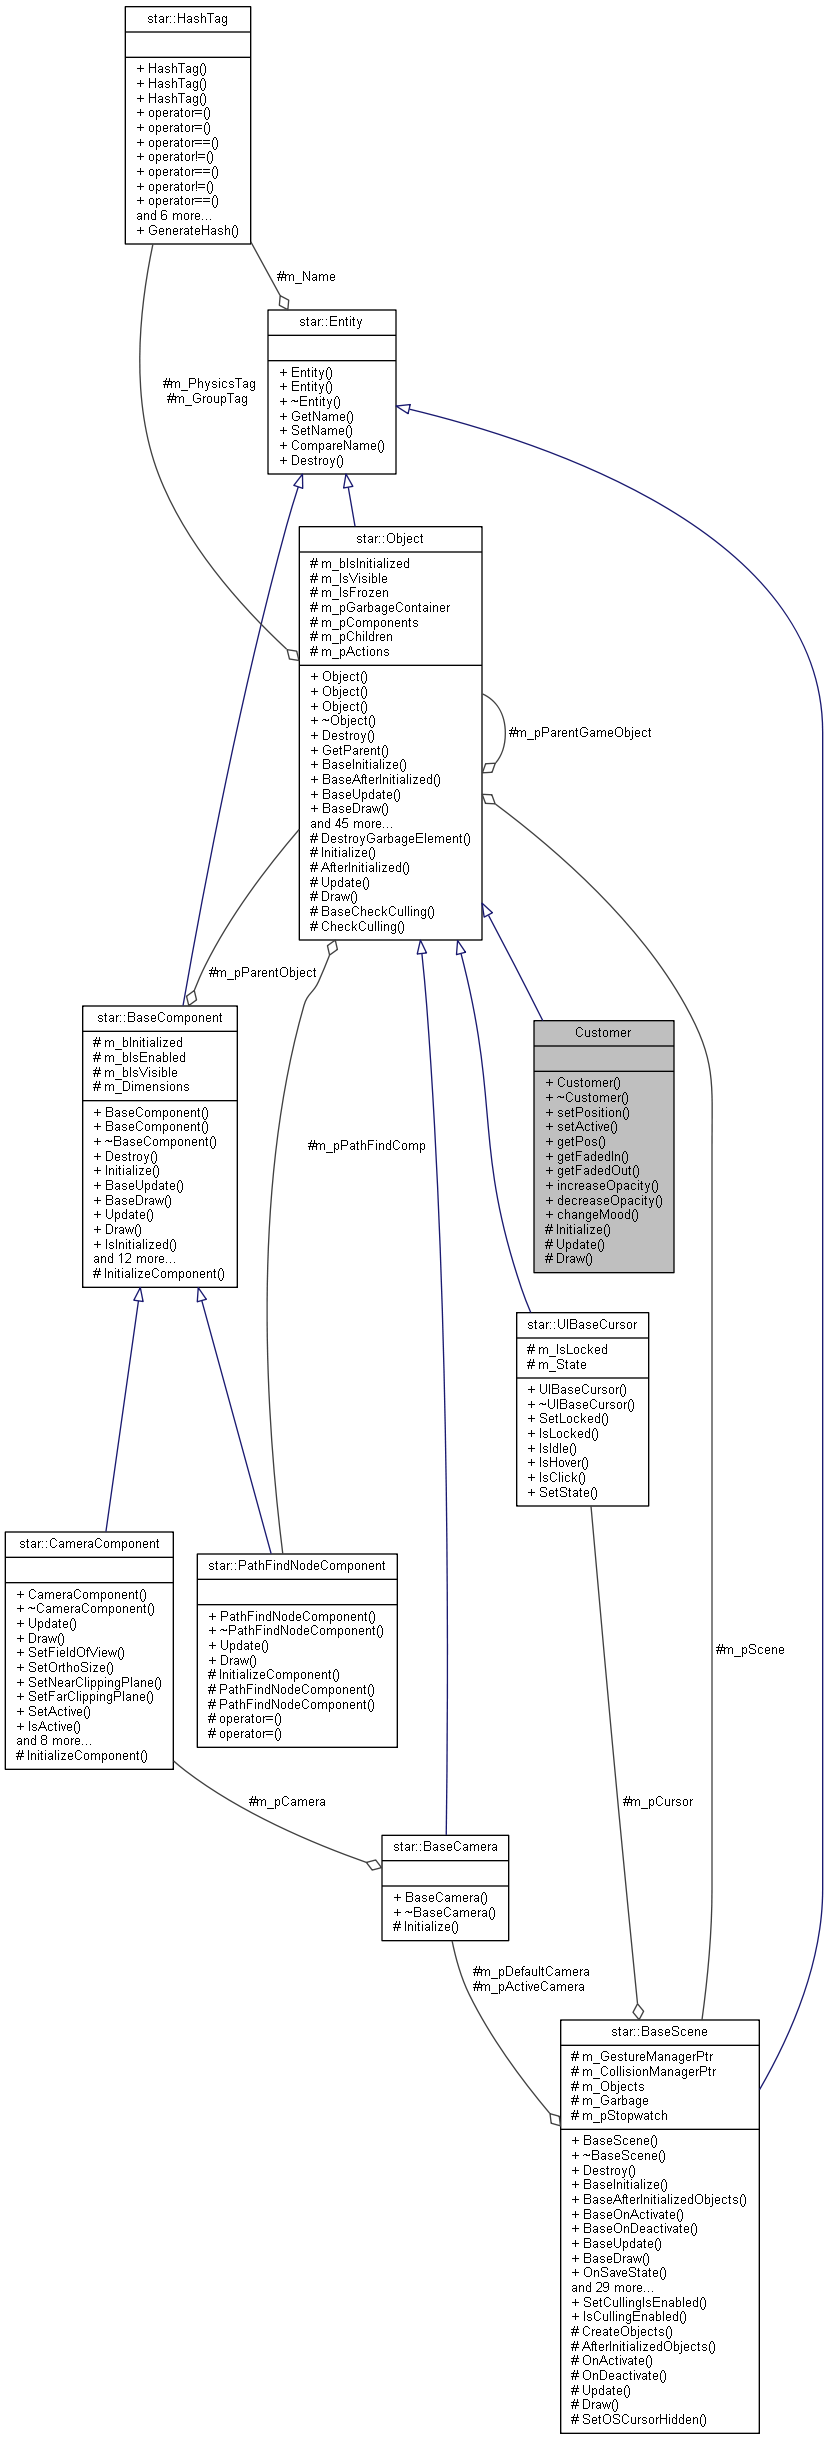 star::HashTag
+ HashTag()
+ HashTag()
+ HashTag()
+ operator=()
+ operator=()
+ operator==()
+ operator!=()
+ operator==()
+ operator!=()
+ operator==()
and 6 more...
+ GenerateHash()
#m_Name
star::Entity
+ Entity()
+ Entity()
+ ~Entity()
+ GetName()
+ SetName()
+ CompareName()
+ Destroy()
#m_PhysicsTag
#m_GroupTag
star::Object
# m_bIsInitialized
# m_IsVisible
# m_IsFrozen
# m_pGarbageContainer
# m_pComponents
# m_pChildren
# m_pActions
+ Object()
+ Object()
+ Object()
+ ~Object()
+ Destroy()
+ GetParent()
+ BaseInitialize()
+ BaseAfterInitialized()
+ BaseUpdate()
+ BaseDraw()
and 45 more...
# DestroyGarbageElement()
# Initialize()
# AfterInitialized()
# Update()
# Draw()
# BaseCheckCulling()
# CheckCulling()
#m_pParentGameObject
#m_pParentObject
star::BaseComponent
# m_bInitialized
# m_bIsEnabled
# m_bIsVisible
# m_Dimensions
+ BaseComponent()
+ BaseComponent()
+ ~BaseComponent()
+ Destroy()
+ Initialize()
+ BaseUpdate()
+ BaseDraw()
+ Update()
+ Draw()
+ IsInitialized()
and 12 more...
# InitializeComponent()
Customer
+ Customer()
+ ~Customer()
+ setPosition()
+ setActive()
+ getPos()
+ getFadedIn()
+ getFadedOut()
+ increaseOpacity()
+ decreaseOpacity()
+ changeMood()
# Initialize()
# Update()
# Draw()
#m_pPathFindComp
star::UIBaseCursor
# m_IsLocked
# m_State
+ UIBaseCursor()
+ ~UIBaseCursor()
+ SetLocked()
+ IsLocked()
+ IsIdle()
+ IsHover()
+ IsClick()
+ SetState()
star::CameraComponent
+ CameraComponent()
+ ~CameraComponent()
+ Update()
+ Draw()
+ SetFieldOfView()
+ SetOrthoSize()
+ SetNearClippingPlane()
+ SetFarClippingPlane()
+ SetActive()
+ IsActive()
and 8 more...
# InitializeComponent()
star::PathFindNodeComponent
+ PathFindNodeComponent()
+ ~PathFindNodeComponent()
+ Update()
+ Draw()
# InitializeComponent()
# PathFindNodeComponent()
# PathFindNodeComponent()
# operator=()
# operator=()
#m_pScene
#m_pCamera
#m_pCursor
star::BaseCamera
+ BaseCamera()
+ ~BaseCamera()
# Initialize()
#m_pDefaultCamera
#m_pActiveCamera
star::BaseScene
# m_GestureManagerPtr
# m_CollisionManagerPtr
# m_Objects
# m_Garbage
# m_pStopwatch
+ BaseScene()
+ ~BaseScene()
+ Destroy()
+ BaseInitialize()
+ BaseAfterInitializedObjects()
+ BaseOnActivate()
+ BaseOnDeactivate()
+ BaseUpdate()
+ BaseDraw()
+ OnSaveState()
and 29 more...
+ SetCullingIsEnabled()
+ IsCullingEnabled()
# CreateObjects()
# AfterInitializedObjects()
# OnActivate()
# OnDeactivate()
# Update()
# Draw()
# SetOSCursorHidden()